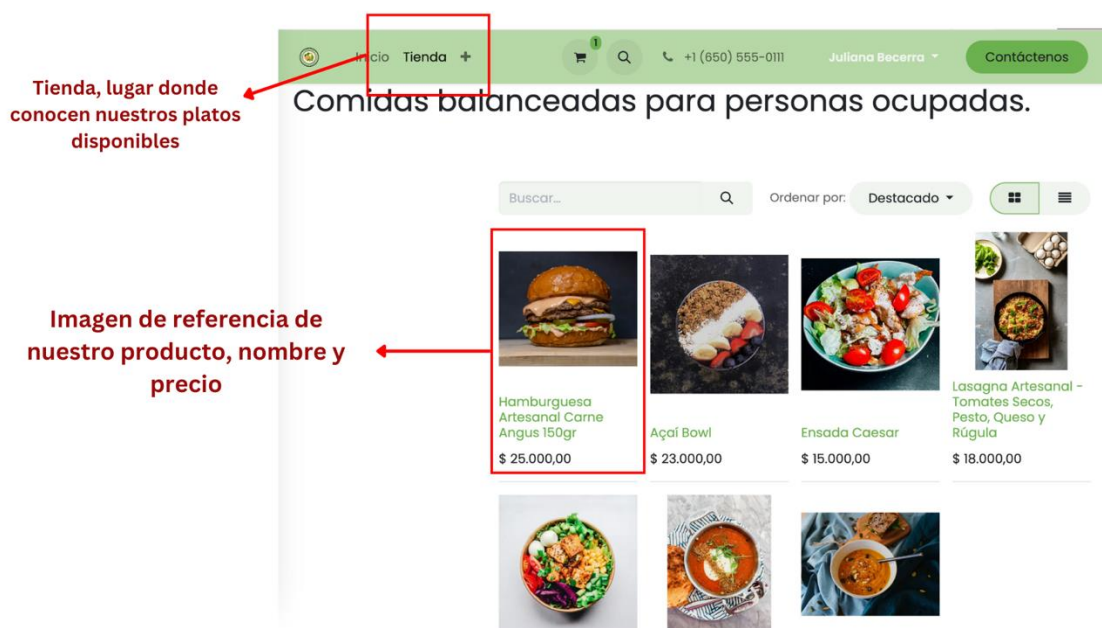 Inicio Tienda +
1
+1 (650) 555-0111
Juliana Becerra
Contáctenos
Tienda, lugar donde
conocen nuestros platos
disponibles
Comidas balanceadas para personas ocupadas.
Buscar...
Ordenar por:
Destacado
Imagen de referencia de
nuestro producto, nombre y
precio
Hamburguesa
Artesanal Carne
Angus 150gr
$ 25.000,00
Açaí Bowl
$ 23.000,00
Ensada Caesar
$ 15.000,00
Lasagna Artesanal -
Tomates Secos,
Pesto, Queso y
Rúgula
$ 18.000,00